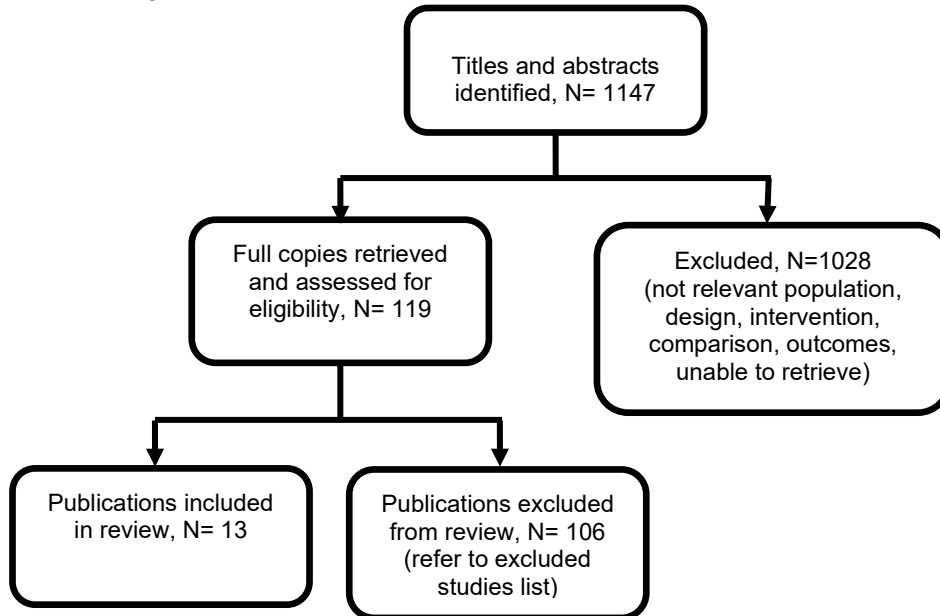 Titles and abstracts
identified, N= 1147
Full copies retrieved
and assessed for
eligibility, N= 119
Excluded, N=1028
(not relevant population,
design, intervention,
comparison, outcomes,
unable to retrieve)
Publications included
in review, N= 13
Publications excluded
from review, N= 106
(refer to excluded
studies list)